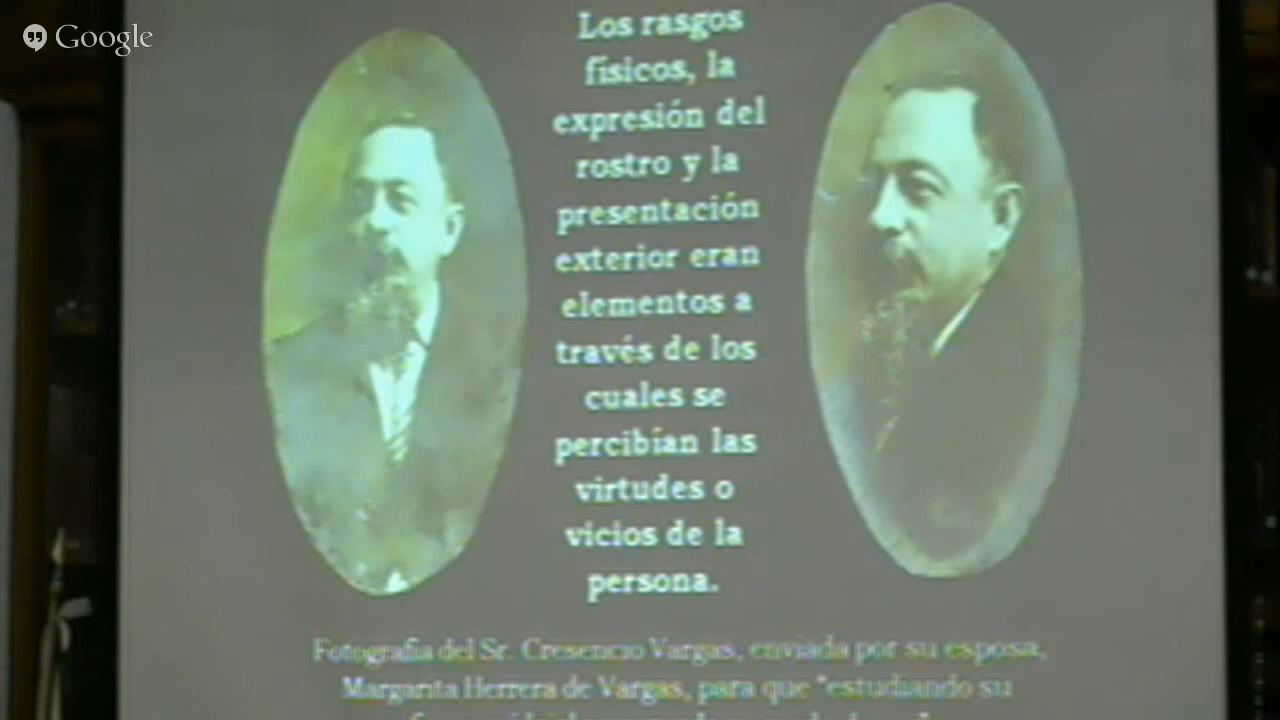 Google
Los rasgos
físicos, la
expresión del
rostro y la
presentación
exterior eran
elementos a
través de los
cuales se
percibían las
virtudes o
vicios de la
persona.
Fotografía del Sr. Cresencio Vargas, enviada por su esposa,
Margarita Herrera de Vargas, para que "estudiando su